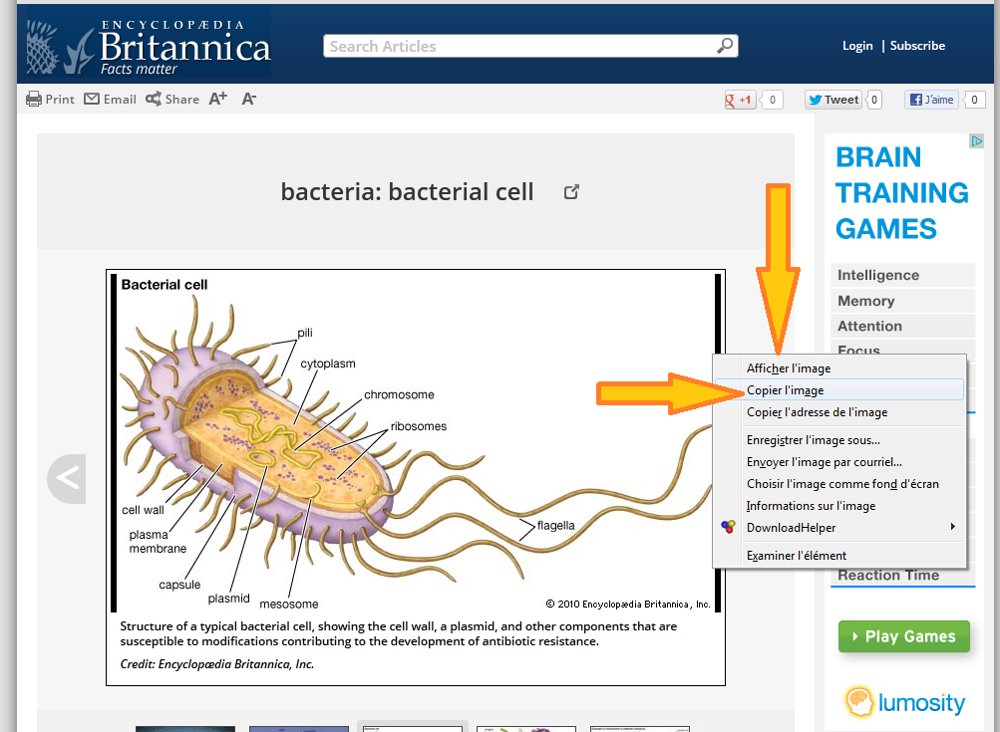 ENCYCLOPÆDIA
Britannica
Facts matter
Search Articles
Login | Subscribe
Print Email Share A+ A-
g +1 0 Tweet 0 J'aime 0
bacteria: bacterial cell
BRAIN
TRAINING
GAMES
Intelligence
Memory
Attention
Focus
Reaction Time
Play Games
lumosity
Bacterial cell
pili
cytoplasm
chromosome
ribosomes
cell wall
plasma
membrane
flagella
capsule
plasmid
mesosome
© 2010 Encyclopædia Britannica, Inc.
Structure of a typical bacterial cell, showing the cell wall, a plasmid, and other components that are
susceptible to modifications contributing to the development of antibiotic resistance.
Credit: Encyclopædia Britannica, Inc.
Afficher l'image
Copier l'image
Copier l'adresse de l'image
Enregistrer l'image sous...
Envoyer l'image par courriel...
Choisir l'image comme fond d'écran
Informations sur l'image
DownloadHelper
Examiner l'élément